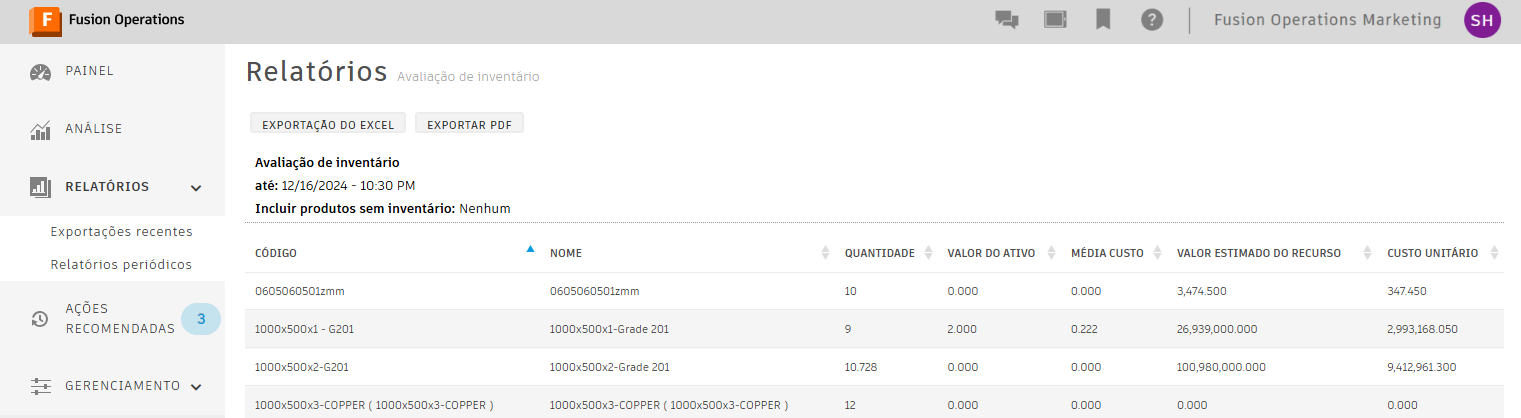 F Fusion Operations
Fusion Operations Marketing SH
PAINEL
ANÁLISE
RELATÓRIOS
Exportações recentes
Relatórios periódicos
AÇÕES
RECOMENDADAS 3
GERENCIAMENTO
Relatórios Avaliação de inventário
EXPORTAÇÃO DO EXCEL EXPORTAR PDF
Avaliação de inventário
até: 12/16/2024 - 10:30 PM
Incluir produtos sem inventário: Nenhum
CÓDIGO NOME QUANTIDADE VALOR DO ATIVO MÉDIA CUSTO VALOR ESTIMADO DO RECURSO CUSTO UNITÁRIO
0605060501zmm 0605060501zmm 10 0.000 0.000 3,474.500 347.450
1000x500x1 - G201 1000x500x1-Grade 201 9 2.000 0.222 26,939,000.000 2,993,168.050
1000x500x2-G201 1000x500x2-Grade 201 10.728 0.000 0.000 100,980,000.000 9,412,961.300
1000x500x3-COPPER ( 1000x500x3-COPPER ) 1000x500x3-COPPER ( 1000x500x3-COPPER ) 12 0.000 0.000 0.000 0.000